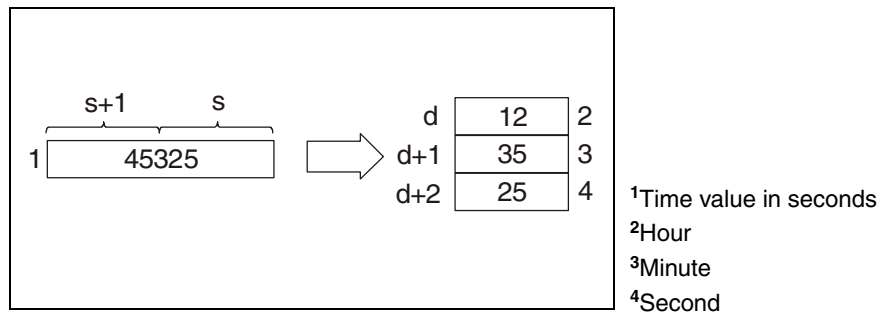 s+1 s
1 45325
d 12 2
d+1 35 3
d+2 25 4
¹Time value in seconds
²Hour
³Minute
⁴Second